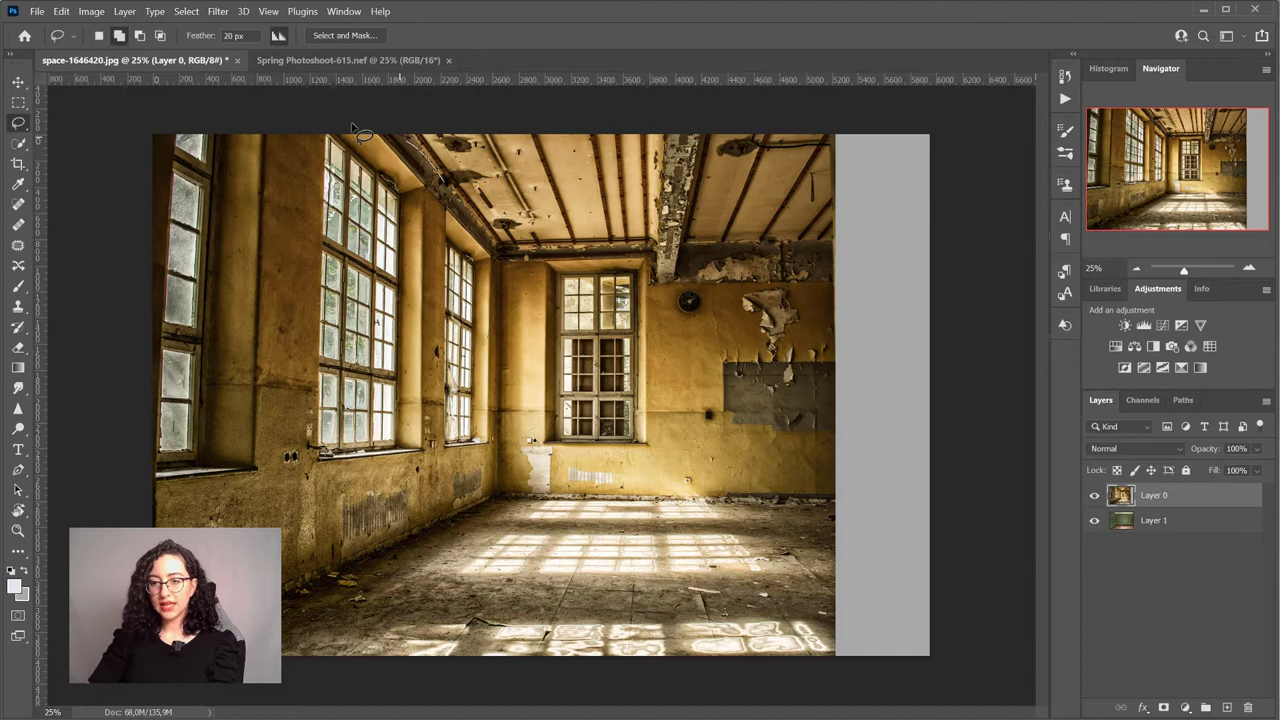 Ps File Edit Image Layer Type Select Filter 3D View Plugins Window Help
Feather: 20 px Select and Mask...
space-1646420.jpg @ 25% (Layer 0, RGB/8#) * × Spring Photoshoot-615.nef @ 25% (RGB/16*) ×
Histogram Navigator
25%
Libraries Adjustments Info
Add an adjustment
Layers Channels Paths
Kind
Normal Opacity: 100%
Lock: Fill: 100%
Layer 0
Layer 1
25% Doc: 68,0M/135,9M